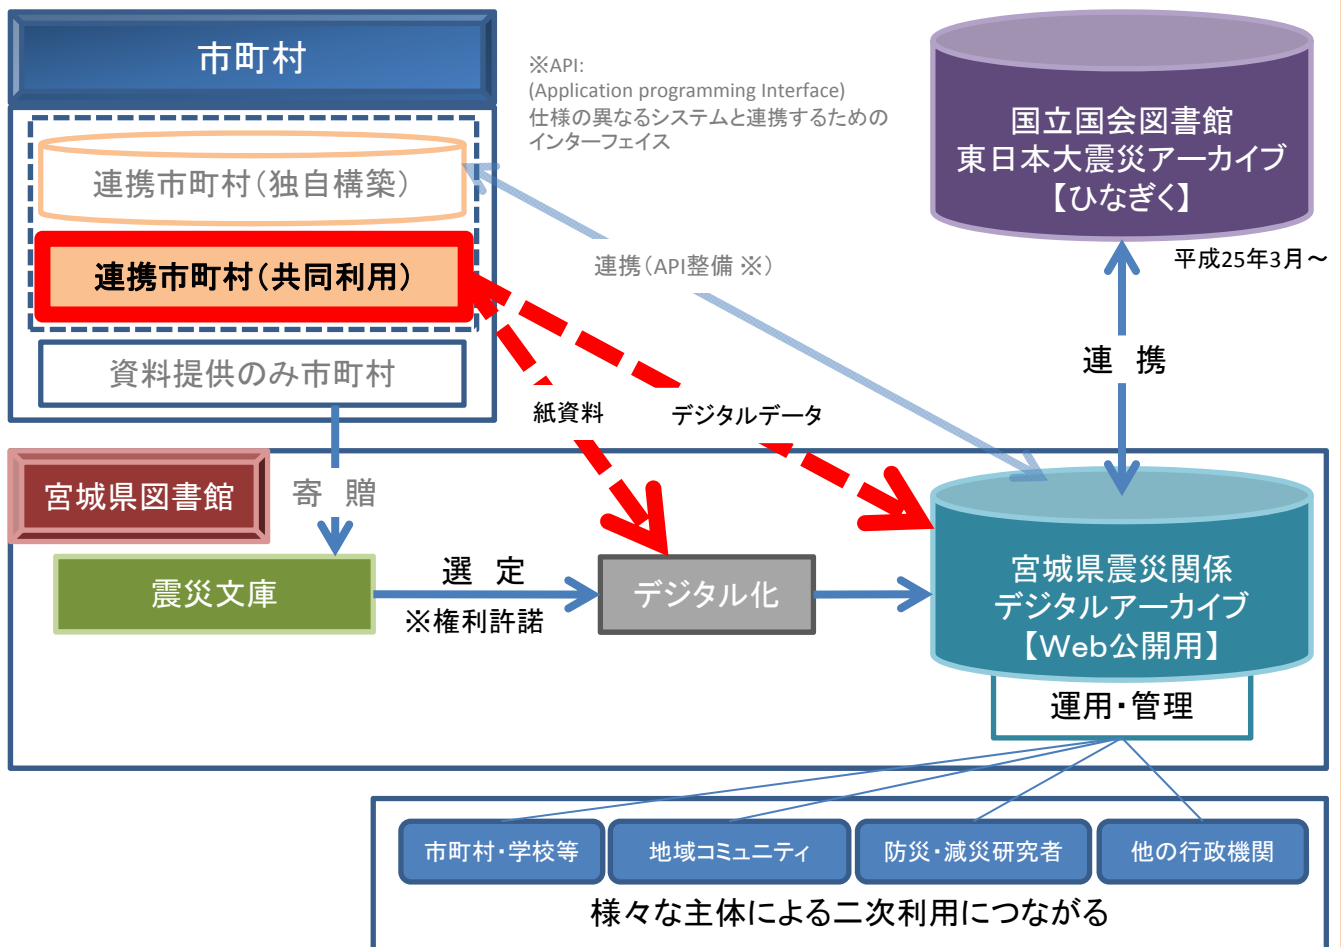 市町村
※API:
(Application programming Interface)
仕様の異なるシステムと連携するための
インターフェイス
国立国会図書館
東日本大震災アーカイブ
【ひなぎく】
連携市町村（独自構築）
連携（API整備 ※）
平成25年3月～
連携市町村（共同利用）
資料提供のみ市町村
連 携
紙資料
デジタルデータ
宮城県図書館
寄 贈
震災文庫
選 定
※権利許諾
デジタル化
宮城県震災関係
デジタルアーカイブ
【Web公開用】
運用・管理
市町村・学校等
地域コミュニティ
防災・減災研究者
他の行政機関
様々な主体による二次利用につながる